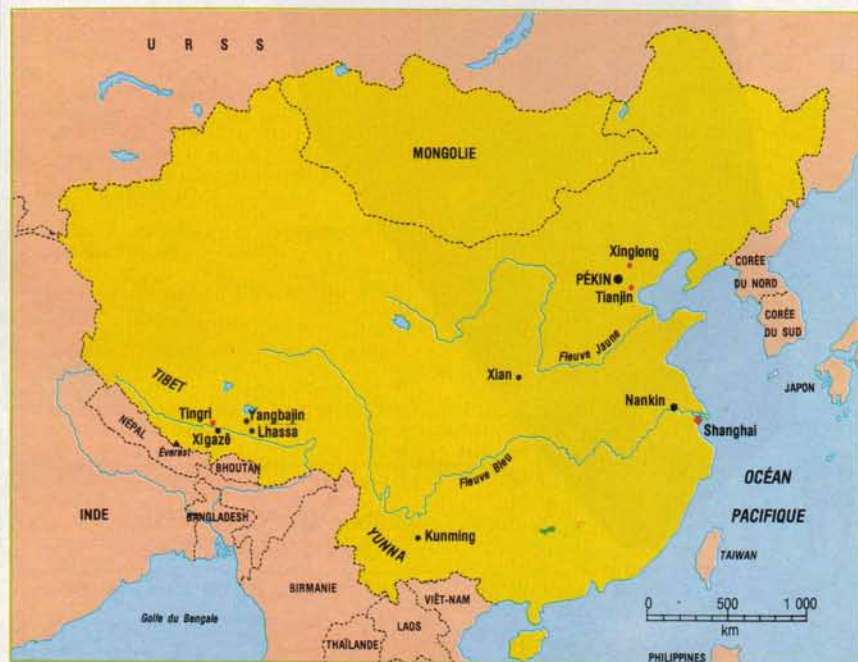 U R S S
MONGOLIE
Xinglong
PÉKIN
Tianjin
CORÉE
DU NORD
CORÉE
DU SUD
Fleuve Jaune
Xian
JAPON
TIBET
Nankin
Tingri
Yangbajin
Shanghai
NÉPAL
Xigazê
Lhassa
Everest
BHOUTAN
Fleuve Bleu
OCÉAN
PACIFIQUE
INDE
BANGLADESH
YUNNA
Kunming
TAIWAN
BIRMANIE
VIÊT-NAM
Golfe du Bengale
LAOS
THAÏLANDE
0 500 1 000
km
PHILIPPINES